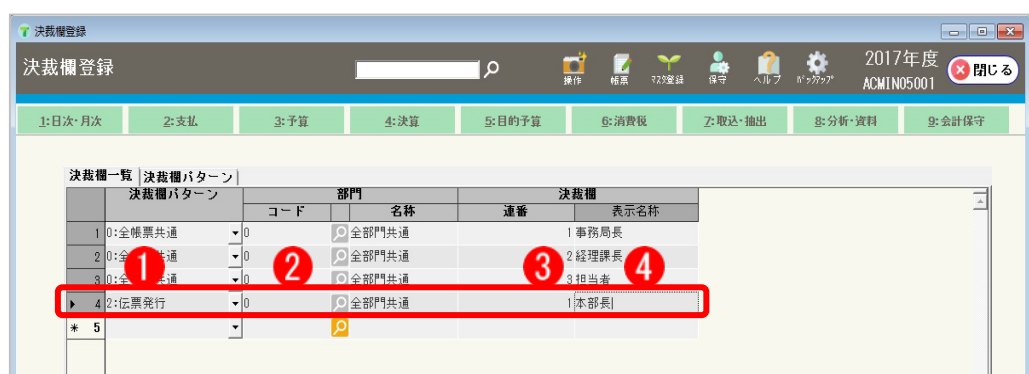 決裁欄登録
決裁欄登録
操作 帳票 ﾏｽﾀ登録 保守 ヘルプ ﾊﾞｯｸｱｯﾌﾟ 2017年度 ACMIN05001 閉じる
1:日次・月次 2:支払 3:予算 4:決算 5:目的予算 6:消費税 7:取込・抽出 8:分析・資料 9:会計保守
決裁欄一覧 決裁欄パターン
決裁欄パターン 部門 決裁欄
コード 名称 連番 表示名称
1 0:全帳票共通 0 全部門共通 1 事務局長
2 0:全 共通 0 全部門共通 2 経理課長
3 0:全 共通 0 全部門共通 3 担当者
1 2 3 4
4 2:伝票発行 0 全部門共通 1 本部長
* 5